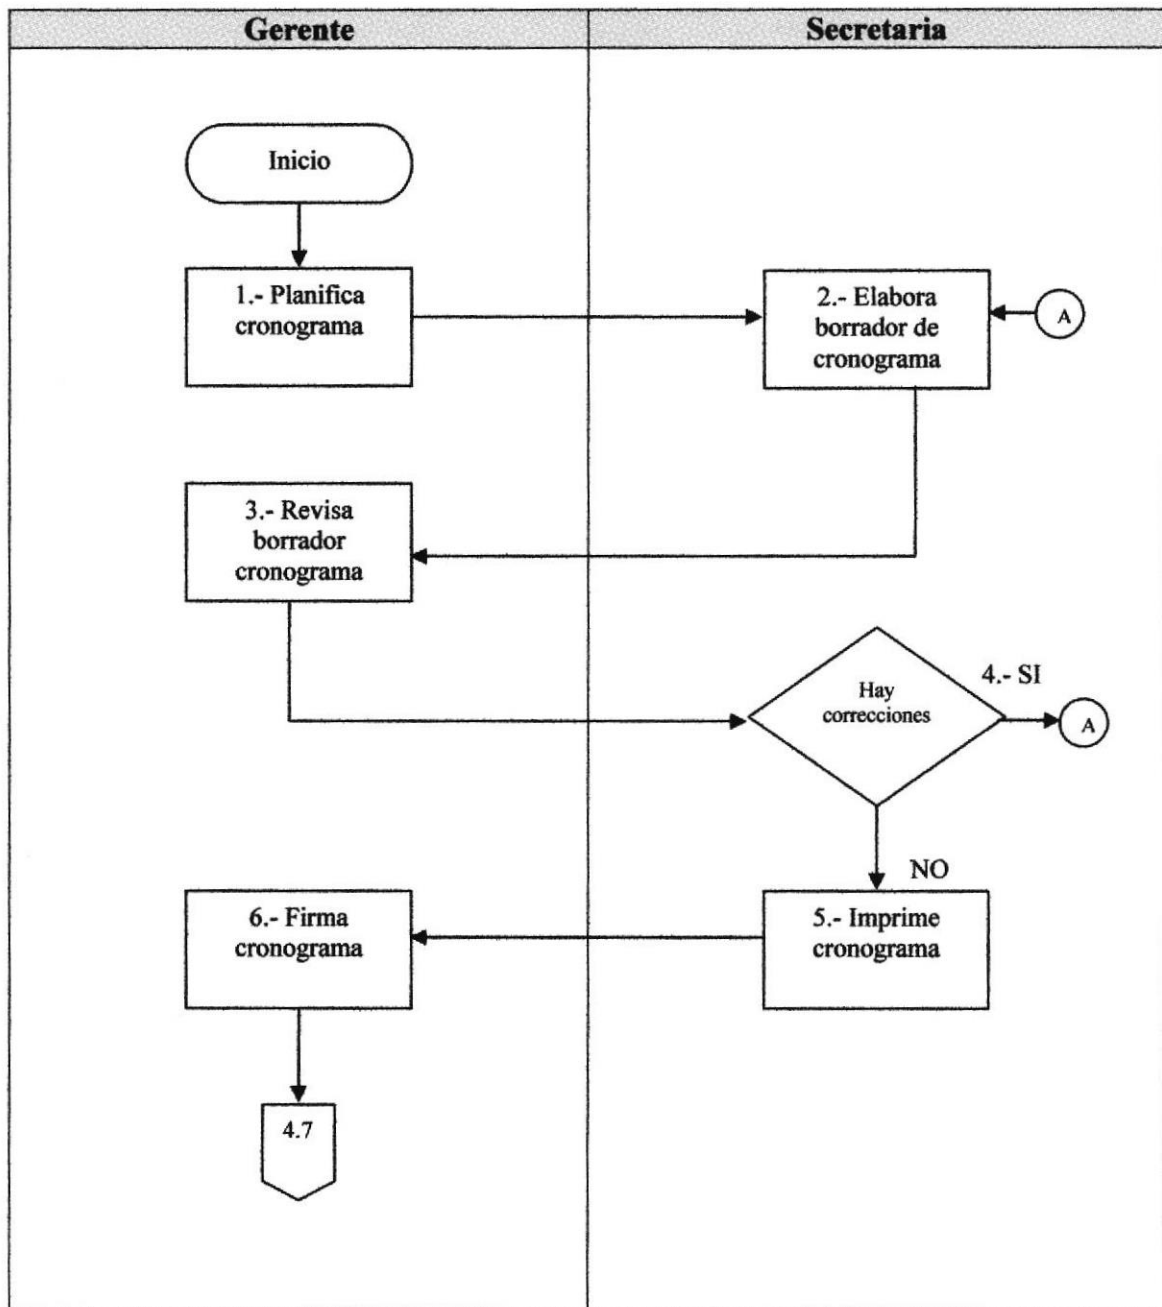 Gerente
Secretaria
Inicio
1.- Planifica
cronograma
2.- Elabora
borrador de
cronograma
A
3.- Revisa
borrador
cronograma
Hay
correcciones
4.- SI
A
NO
5.- Imprime
cronograma
6.- Firma
cronograma
4.7